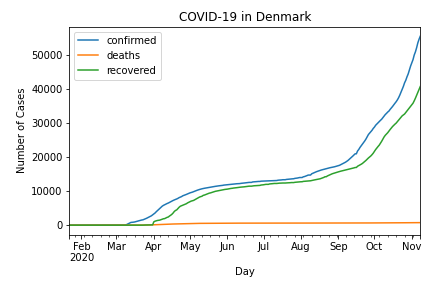 COVID-19 in Denmark
confirmed
deaths
recovered
Number of Cases
50000
40000
30000
20000
10000
0
Feb Mar Apr May Jun Jul Aug Sep Oct Nov
2020
Day